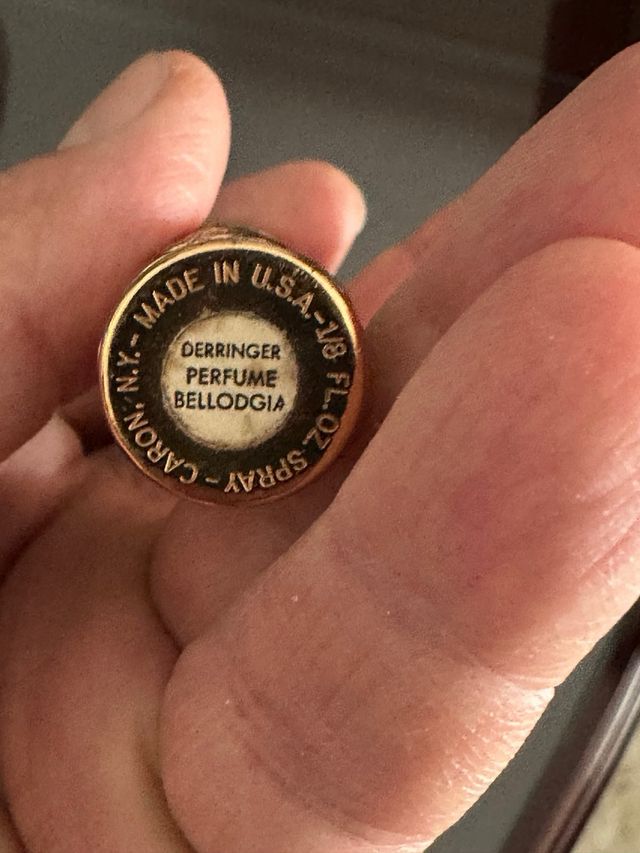 CARON, N.Y. - MADE IN U.S.A. - 1/8 FL. OZ. SPRAY -
DERRINGER
PERFUME
BELLODGIA